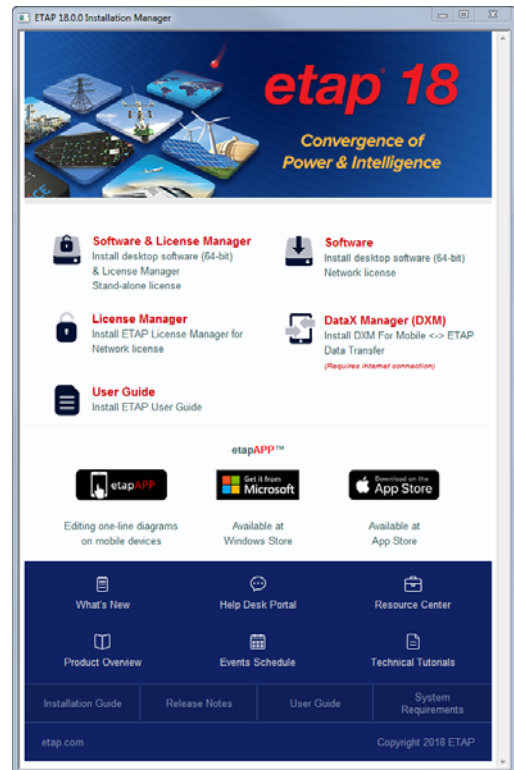 ETAP 18.0.0 Installation Manager
etap® 18
Convergence of
Power & Intelligence
Software & License Manager
Install desktop software (64-bit)
& License Manager
Stand-alone license
Software
Install desktop software (64-bit)
Network license
License Manager
Install ETAP License Manager for
Network license
DataX Manager (DXM)
Install DXM For Mobile <-> ETAP
Data Transfer
(Requires internet connection)
User Guide
Install ETAP User Guide
etapAPP™
etapAPP
Get it from
Microsoft
Download on the
App Store
Editing one-line diagrams
on mobile devices
Available at
Windows Store
Available at
App Store
What's New
Help Desk Portal
Resource Center
Product Overview
Events Schedule
Technical Tutorials
Installation Guide
Release Notes
User Guide
System
Requirements
etap.com
Copyright 2018 ETAP